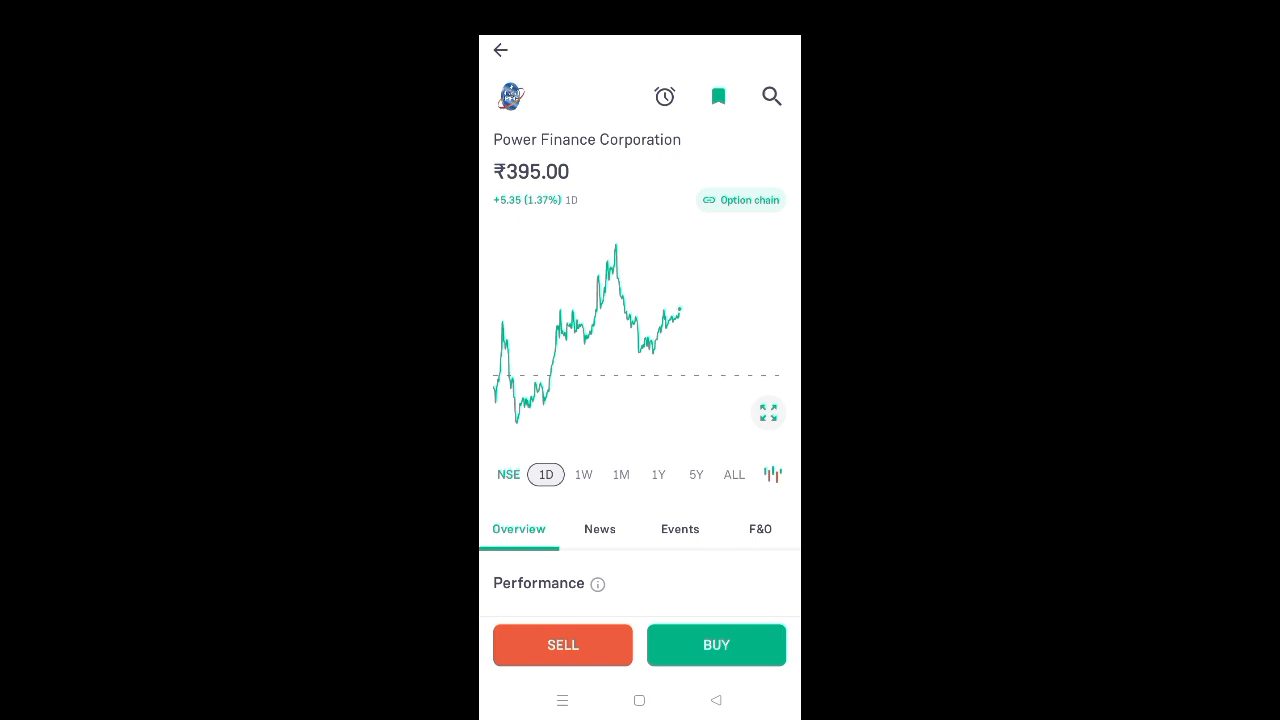 Power Finance Corporation
₹395.00
+5.35 (1.37%) 1D
Option chain
NSE 1D 1W 1M 1Y 5Y ALL
Overview News Events F&O
Performance
SELL BUY